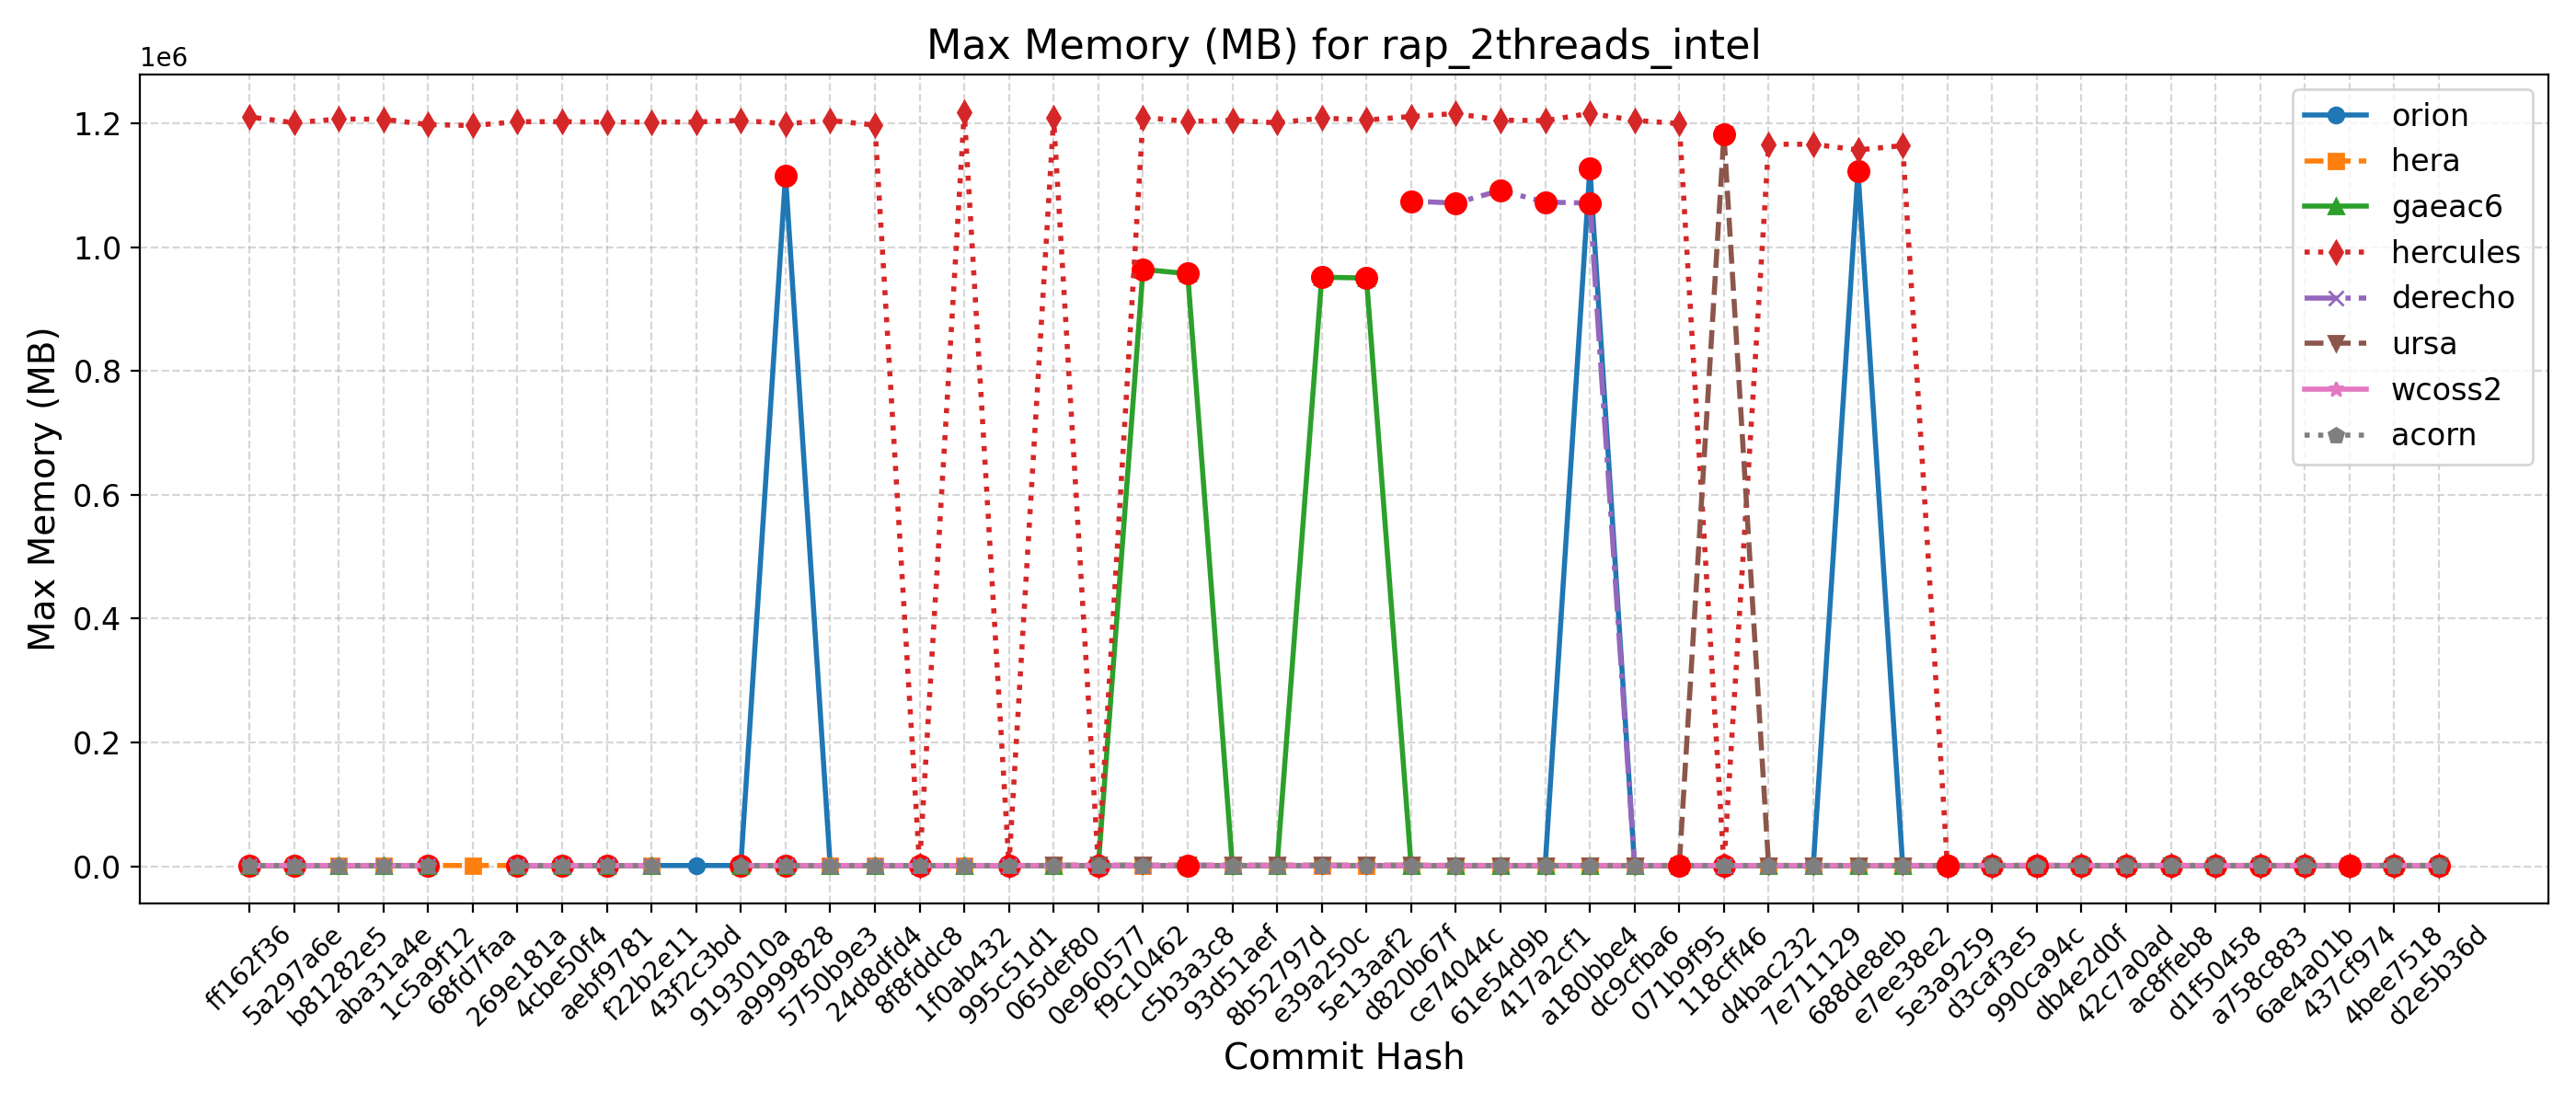 Max Memory (MB) for rap_2threads_intel
1e6
1.2
1.0
0.8
0.6
0.4
0.2
0.0
Max Memory (MB)
orion
hera
gaeac6
hercules
derecho
ursa
wcoss2
acorn
ff162f36
5a297a6e
b81282e5
aba31a4e
1c5a9f12
68fd7faa
269e181a
4cbe50f4
aebf9781
f22b2e11
43f2c3bd
9193010a
a9999828
5750b9e3
24d8dfd4
8f8fddc8
1f0ab432
995c51d1
065def80
0e960577
f9c10462
c5b3a3c8
93d51aef
8b52797d
e39a250c
5e13aaf2
d820b67f
ce74044c
61e54d9b
417a2cf1
a180bbe4
dc9cfba6
071b9f95
118cff46
d4bac232
7e711129
688de8eb
e7ee38e2
5e3a9259
d3caf3e5
990ca94c
db4e2d0f
42c7a0ad
ac8ffeb8
d1f50458
a758c883
6ae4a01b
437cf974
4bee7518
d2e5b36d
Commit Hash